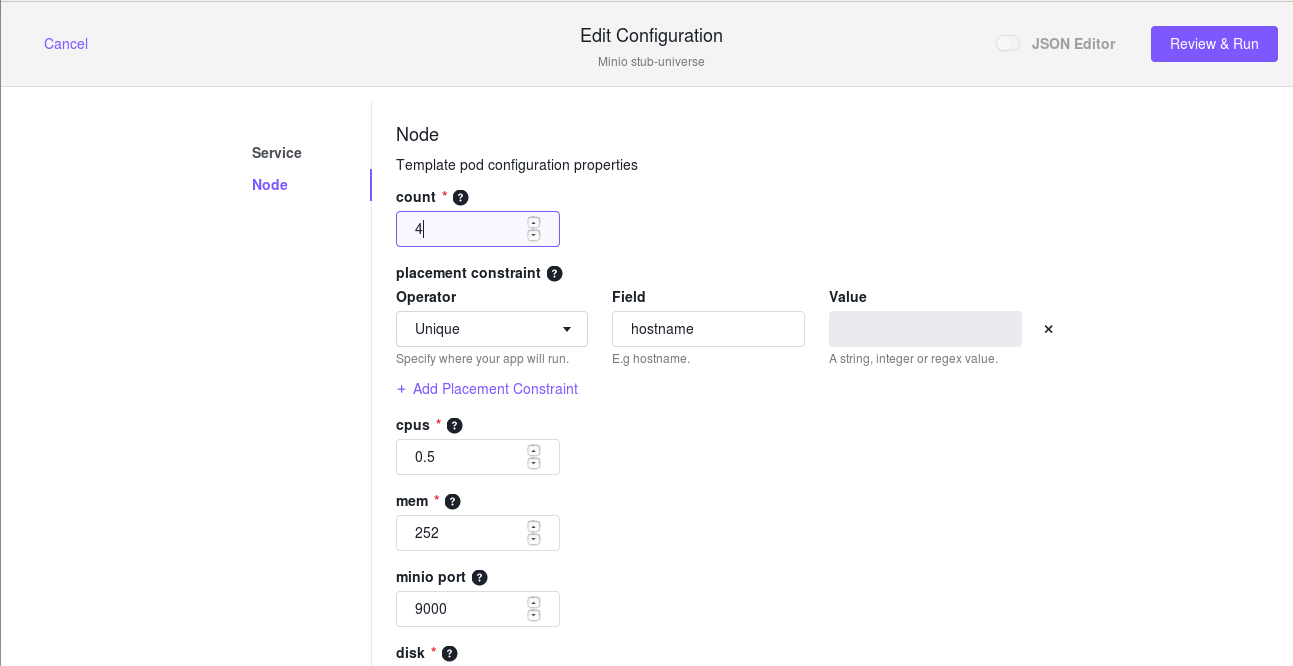 Cancel
Edit Configuration
Minio stub-universe
JSON Editor
Review & Run
Service
Node
Node
Template pod configuration properties
count * ?
4
placement constraint ?
Operator Field Value
Unique hostname ×
Specify where your app will run. E.g hostname. A string, integer or regex value.
+ Add Placement Constraint
cpus * ?
0.5
mem * ?
252
minio port ?
9000
disk * ?